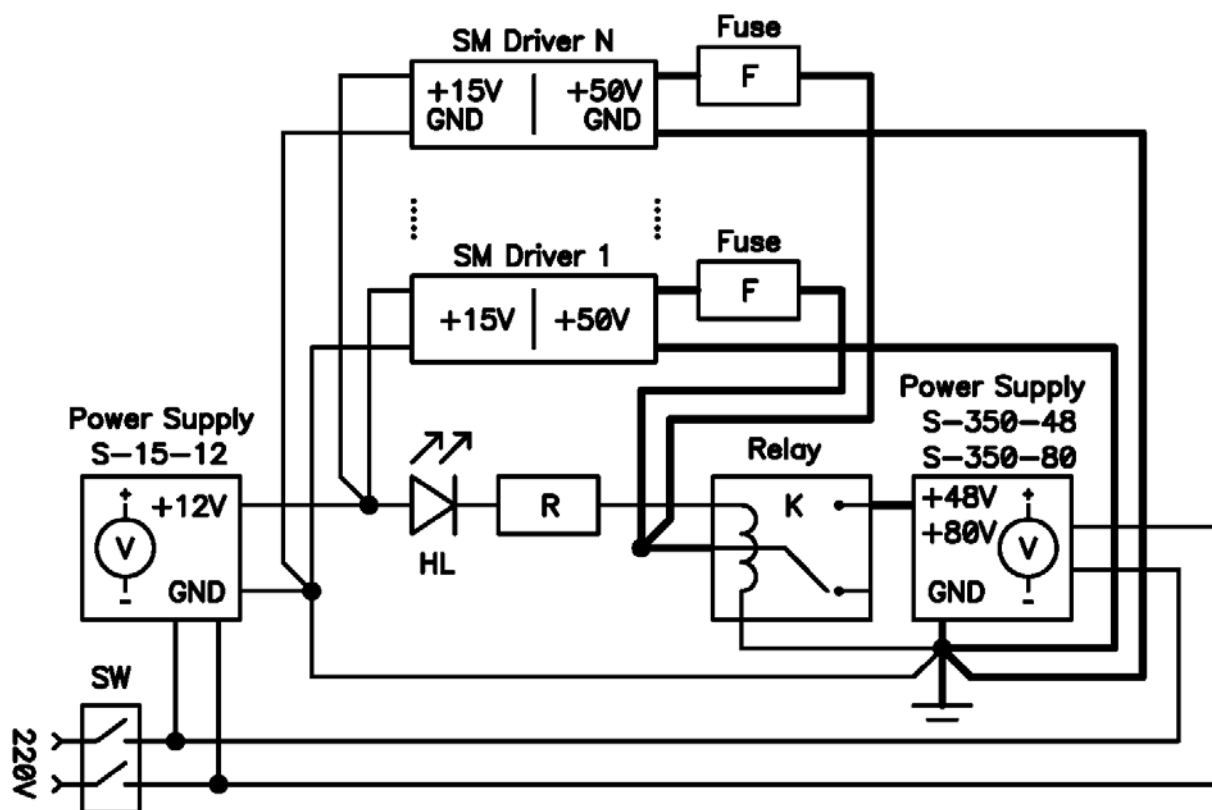 Fuse
SM Driver N
F
+15V
+50V
GND
GND
Fuse
SM Driver 1
F
+15V
+50V
Power Supply
S-350-48
S-350-80
Power Supply
S-15-12
Relay
+12V
R
K
+48V
+80V
V
V
HL
GND
GND
+
-
+
-
SW
220V